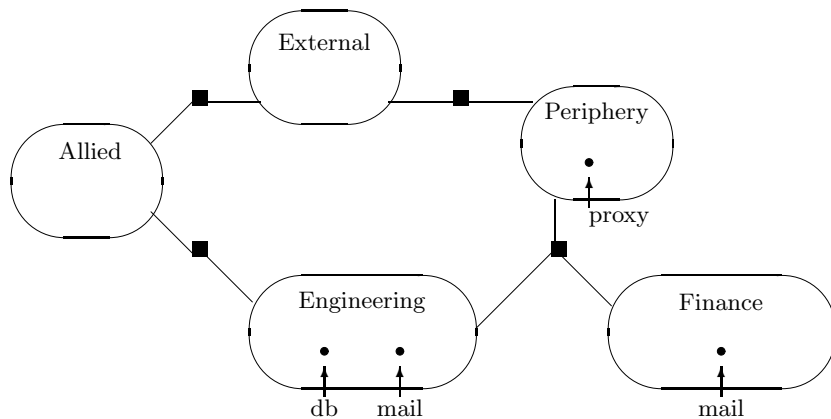 External
Periphery
Allied
proxy
Engineering
Finance
db
mail
mail